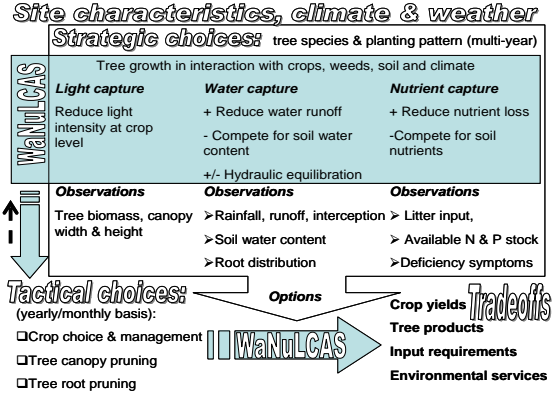 Site characteristics, climate & weather
Strategic choices: tree species & planting pattern (multi-year)
WaNuLCAS
Tree growth in interaction with crops, weeds, soil and climate
Light capture
Reduce light
intensity at crop
level
Water capture
+ Reduce water runoff
- Compete for soil water
content
+/- Hydraulic equilibration
Nutrient capture
+ Reduce nutrient loss
-Compete for soil
nutrients
Observations
Tree biomass, canopy
width & height
Observations
➢Rainfall, runoff, interception
➢Soil water content
➢Root distribution
Observations
➢ Litter input,
➢ Available N & P stock
➢Deficiency symptoms
Tactical choices:
(yearly/monthly basis):
❑Crop choice & management
❑Tree canopy pruning
❑Tree root pruning
Options
WaNuLCAS
Tradeoffs
Crop yields
Tree products
Input requirements
Environmental services